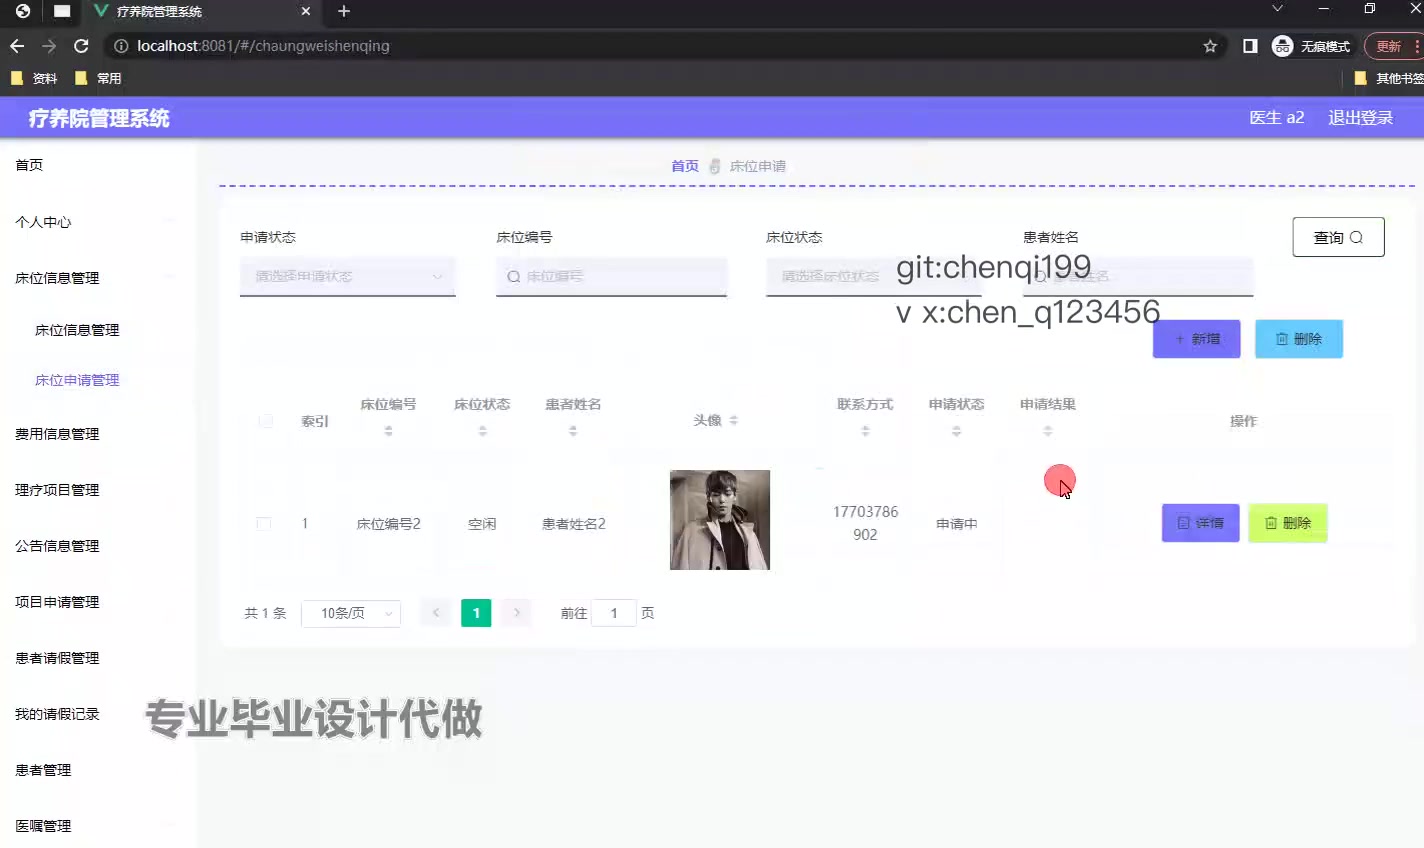 疗养院管理系统
localhost:8081/#/chaungweishenqing
无痕模式
更新
资料
常用
其他书签
疗养院管理系统
医生 a2
退出登录
首页
个人中心
床位信息管理
床位信息管理
床位申请管理
费用信息管理
理疗项目管理
公告信息管理
项目申请管理
患者请假管理
我的请假记录
患者管理
医嘱管理
首页
床位申请
申请状态
床位编号
床位状态
患者姓名
查询
请选择申请状态
床位编号
请选择床位状态
患者姓名
git:chenqi199
v x:chen_q123456
+ 新增
删除
索引
床位编号
床位状态
患者姓名
头像
联系方式
申请状态
申请结果
操作
1
床位编号2
空闲
患者姓名2
17703786
902
申请中
详情
删除
共 1 条
10条/页
1
前往 1 页
专业毕业设计代做